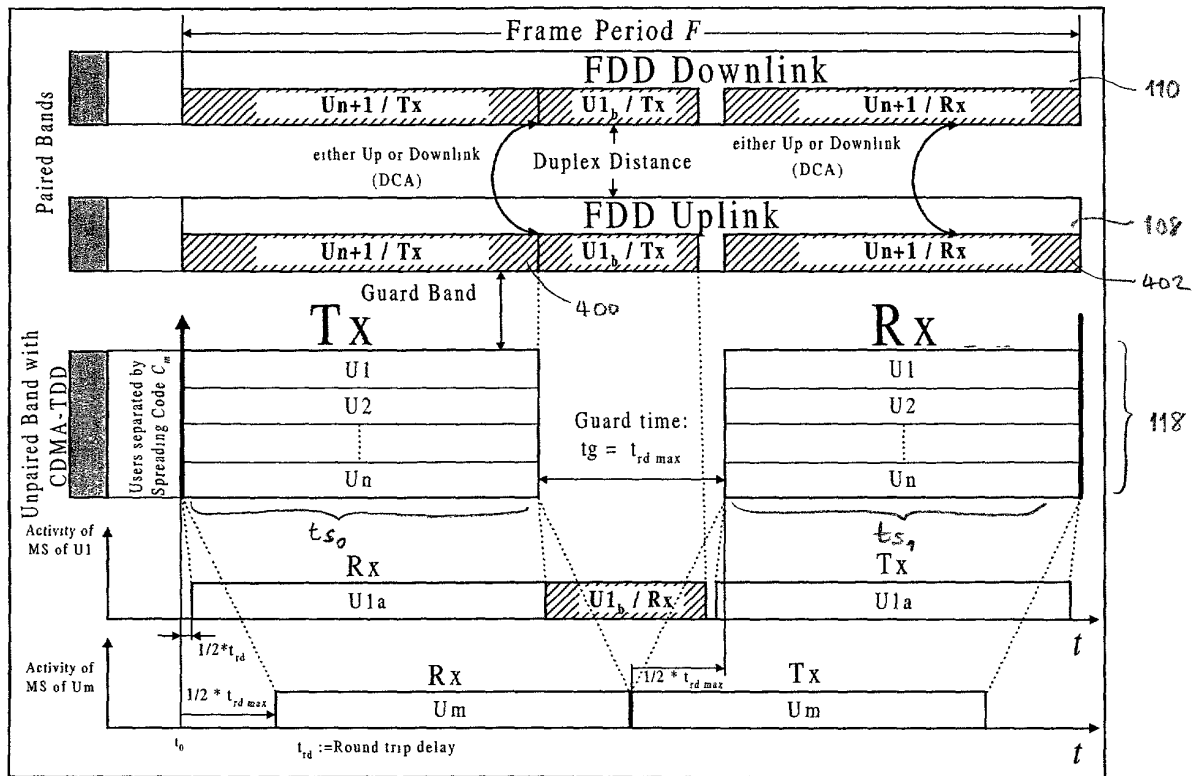 Frame Period F
FDD Downlink
110
Un+1 / Tx
U1b / Tx
Un+1 / Rx
Paired Bands
either Up or Downlink
(DCA)
Duplex Distance
either Up or Downlink
(DCA)
FDD Uplink
108
Un+1 / Tx
U1b / Tx
Un+1 / Rx
400
402
Guard Band
Tx
Rx
Unpaired Band with
CDMA-TDD
Users separated by
Spreading Code Cm
U1
U2
Un
Guard time:
tg = trd max
U1
U2
Un
118
ts0
ts1
Activity of
MS of U1
Rx
U1a
U1b / Rx
Tx
U1a
t
1/2*trd
Activity of
MS of Um
1/2 * trd max
Rx
Um
1/2 * trd max
Tx
Um
t
t0
trd :=Round trip delay